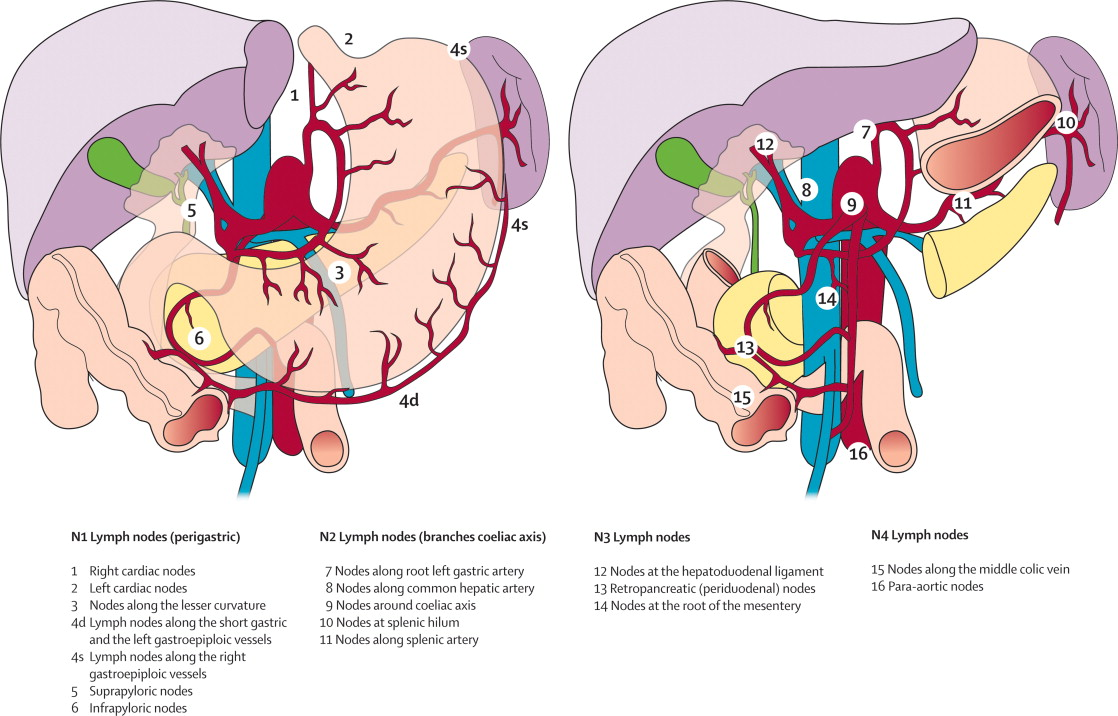 2
4s
1
4s
5
3
6
4d
12
7
10
8
9
11
14
13
15
16
N1 Lymph nodes (perigastric)
1 Right cardiac nodes
2 Left cardiac nodes
3 Nodes along the lesser curvature
4d Lymph nodes along the short gastric
and the left gastroepiploic vessels
4s Lymph nodes along the right
gastroepiploic vessels
5 Suprapyloric nodes
6 Infrapyloric nodes
N2 Lymph nodes (branches coeliac axis)
7 Nodes along root left gastric artery
8 Nodes along common hepatic artery
9 Nodes around coeliac axis
10 Nodes at splenic hilum
11 Nodes along splenic artery
N3 Lymph nodes
12 Nodes at the hepatoduodenal ligament
13 Retropancreatic (periduodenal) nodes
14 Nodes at the root of the mesentery
N4 Lymph nodes
15 Nodes along the middle colic vein
16 Para-aortic nodes